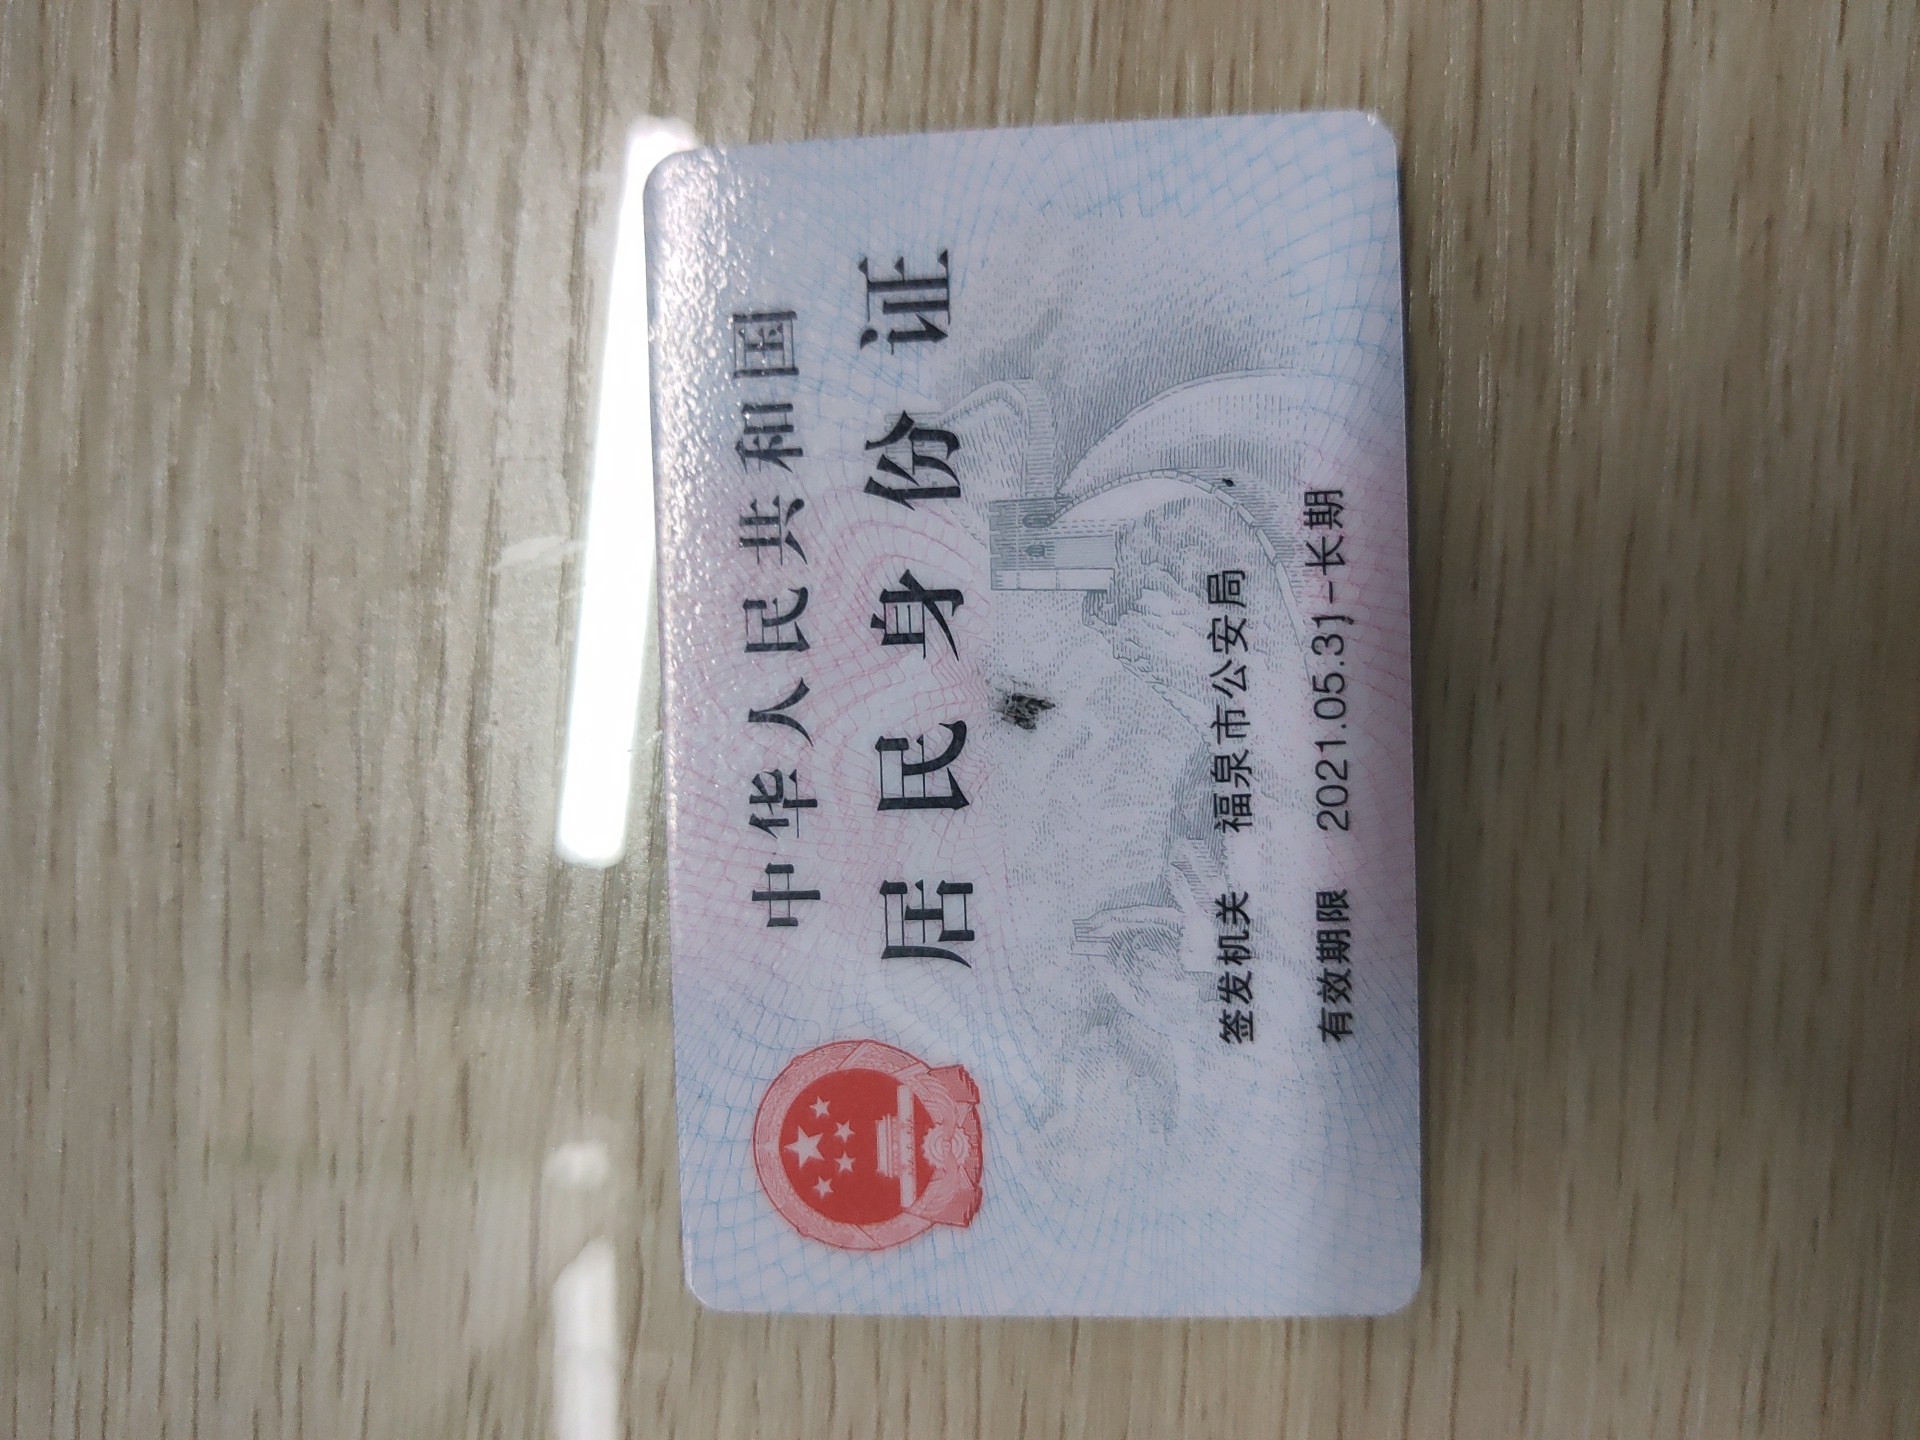 中华人民共和国
居民身份证
签发机关 福泉市公安局
有效期限 2021.05.31-长期